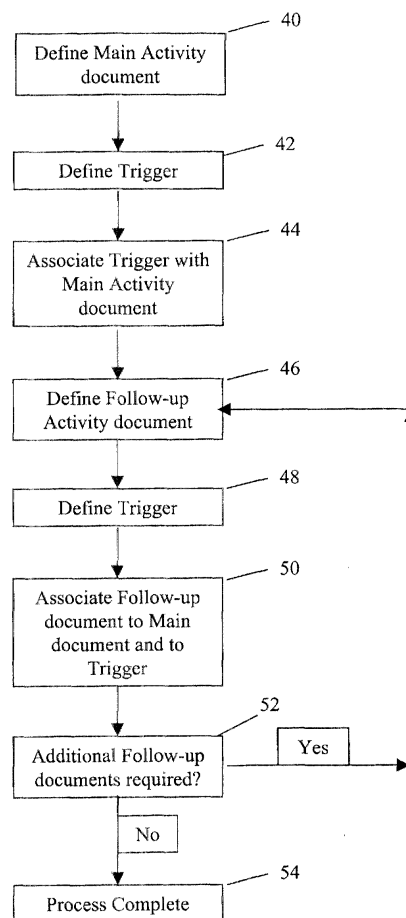 40
Define Main Activity
document
42
Define Trigger
44
Associate Trigger with
Main Activity
document
46
Define Follow-up
Activity document
48
Define Trigger
50
Associate Follow-up
document to Main
document and to
Trigger
52
Additional Follow-up
documents required?
Yes
No
54
Process Complete